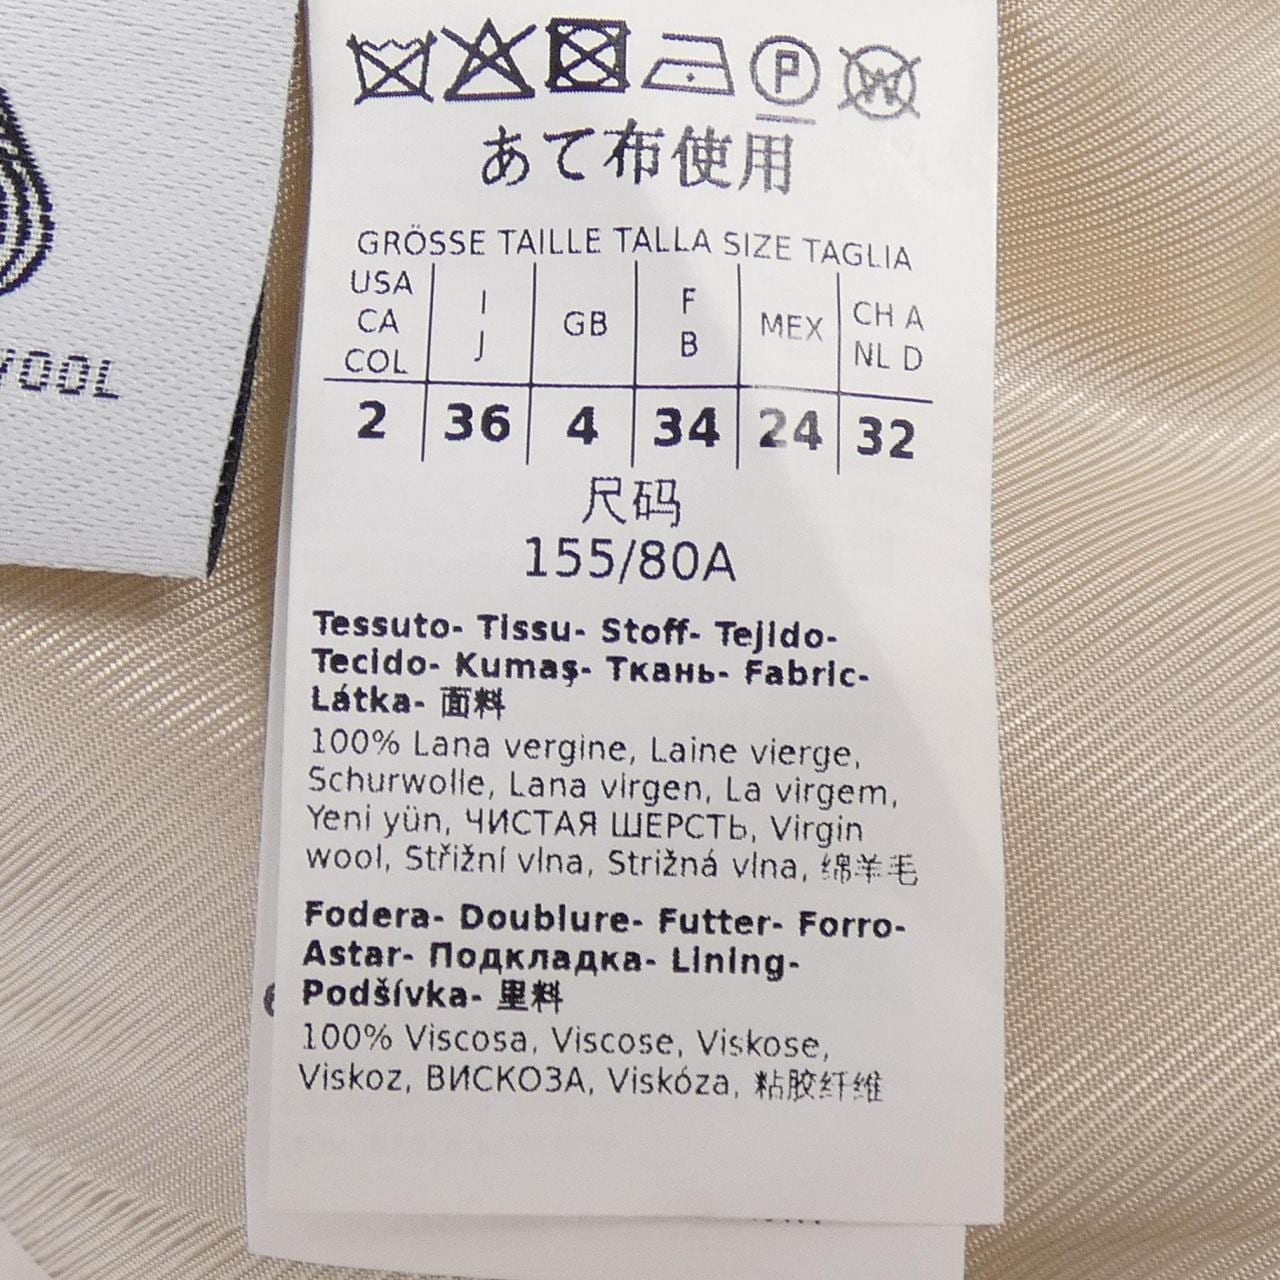 あて布使用
GRÖSSE TAILLE TALLA SIZE TAGLIA
USA CA COL
I J
GB
F B
MEX
CH A NL D
2 36 4 34 24 32
尺码
155/80A
Tessuto- Tissu- Stoff- Tejido-
Tecido- Kumaş- Ткань- Fabric-
Látka- 面料
100% Lana vergine, Laine vierge,
Schurwolle, Lana virgen, La virgem,
Yeni yün, ЧИСТАЯ ШЕРСТЬ, Virgin
wool, Střižní vlna, Strižná vlna, 绵羊毛
Fodera- Doublure- Futter- Forro-
Astar- Подкладка- Lining-
Podšívka- 里料
100% Viscosa, Viscose, Viskose,
Viskoz, ВИСКОЗА, Viskóza, 粘胶纤维